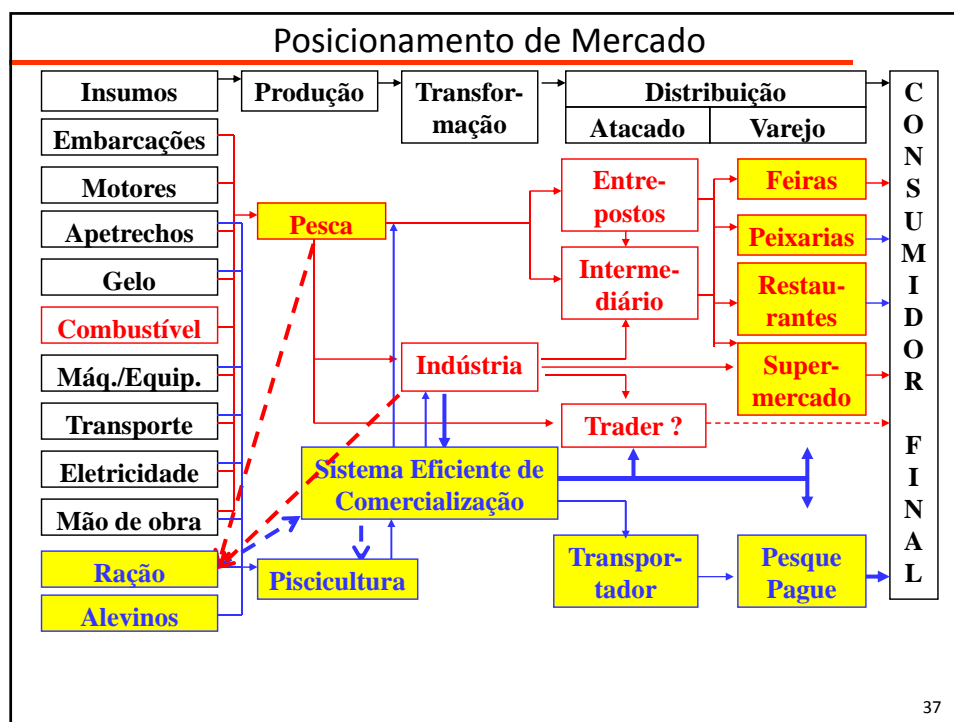 Posicionamento de Mercado
Insumos
Produção
Transfor-
mação
Distribuição
Atacado
Varejo
Embarcações
Motores
Apetrechos
Gelo
Combustível
Máq./Equip.
Transporte
Eletricidade
Mão de obra
Ração
Alevinos
Pesca
Piscicultura
Indústria
Sistema Eficiente de
Comercialização
Entre-
postos
Interme-
diário
Trader ?
Transpor-
tador
Feiras
Peixarias
Restau-
rantes
Super-
mercado
Pesque
Pague
C
O
N
S
U
M
I
D
O
R
F
I
N
A
L
37